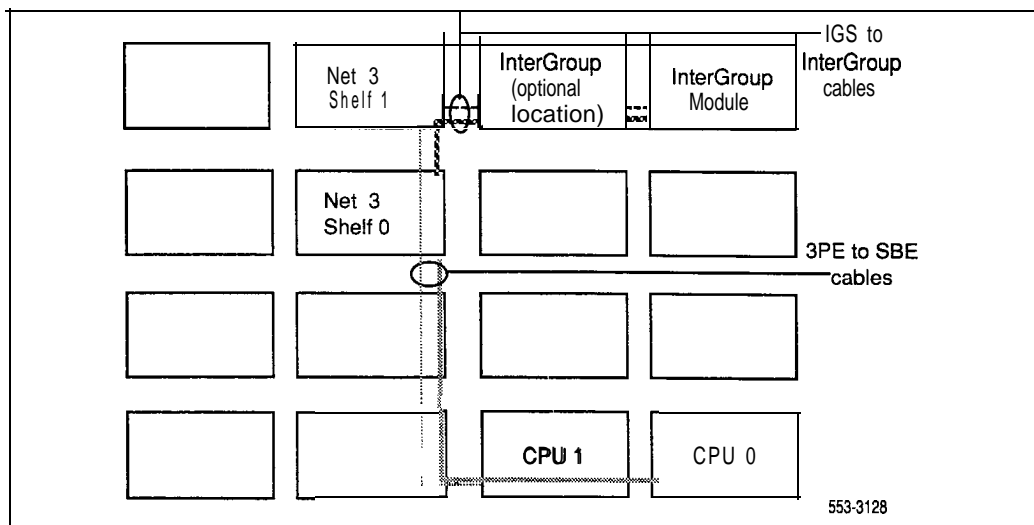 Net 3
Shelf 1
InterGroup
(optional
location)
InterGroup
Module
IGS to
InterGroup
cables
Net 3
Shelf 0
3PE to SBE
cables
CPU 1
CPU 0
553-3128